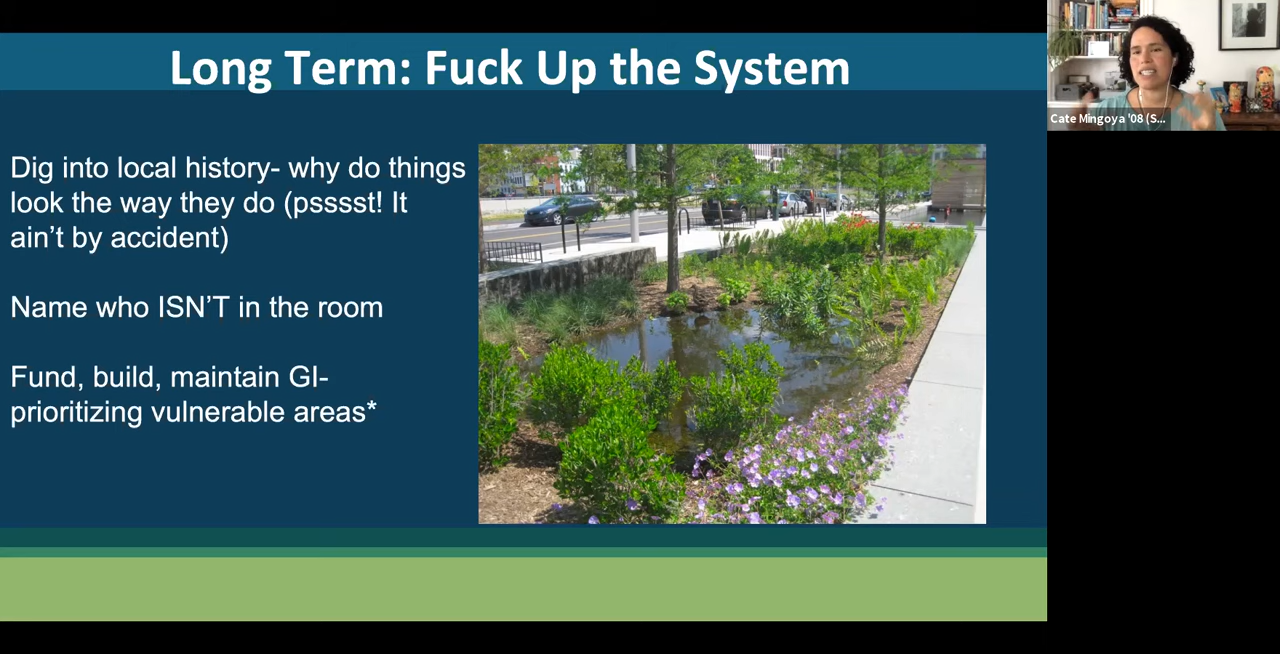 Long Term: Fuck Up the System
Cate Mingoya '08 (S...
Dig into local history- why do things
look the way they do (psssst! It
ain’t by accident)
Name who ISN’T in the room
Fund, build, maintain GI-
prioritizing vulnerable areas*